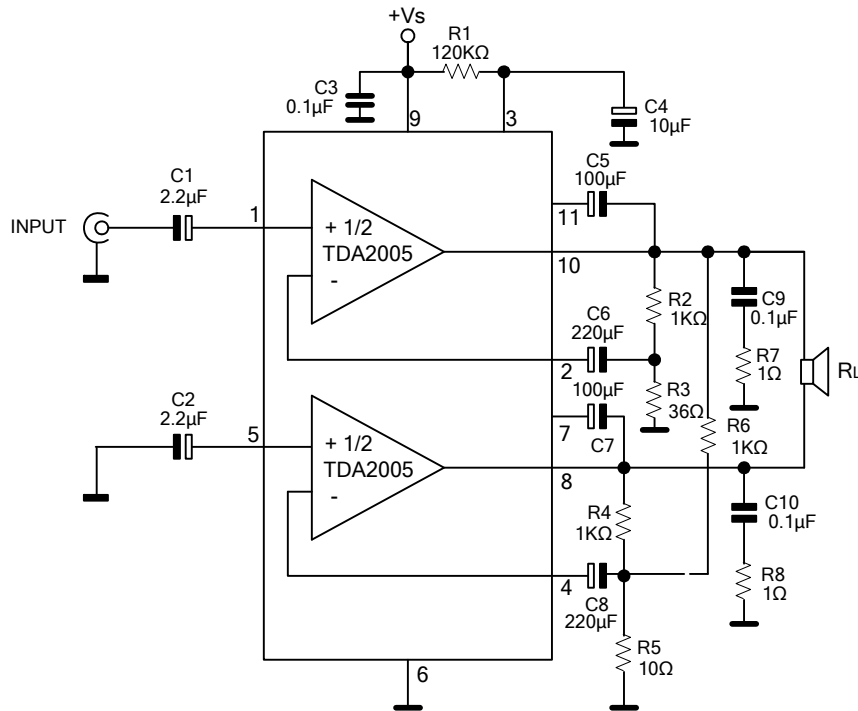 +Vs
R1
120KΩ
C3
0.1µF
9
3
C4
10µF
C1
2.2µF
C5
100µF
INPUT
1
+ 1/2
TDA2005
-
11
10
R2
1KΩ
C9
0.1µF
C6
220µF
2
R7
1Ω
RL
R3
36Ω
100µF
C7
7
C2
2.2µF
5
+ 1/2
TDA2005
-
8
R6
1KΩ
R4
1KΩ
C10
0.1µF
4
C8
220µF
R8
1Ω
R5
10Ω
6